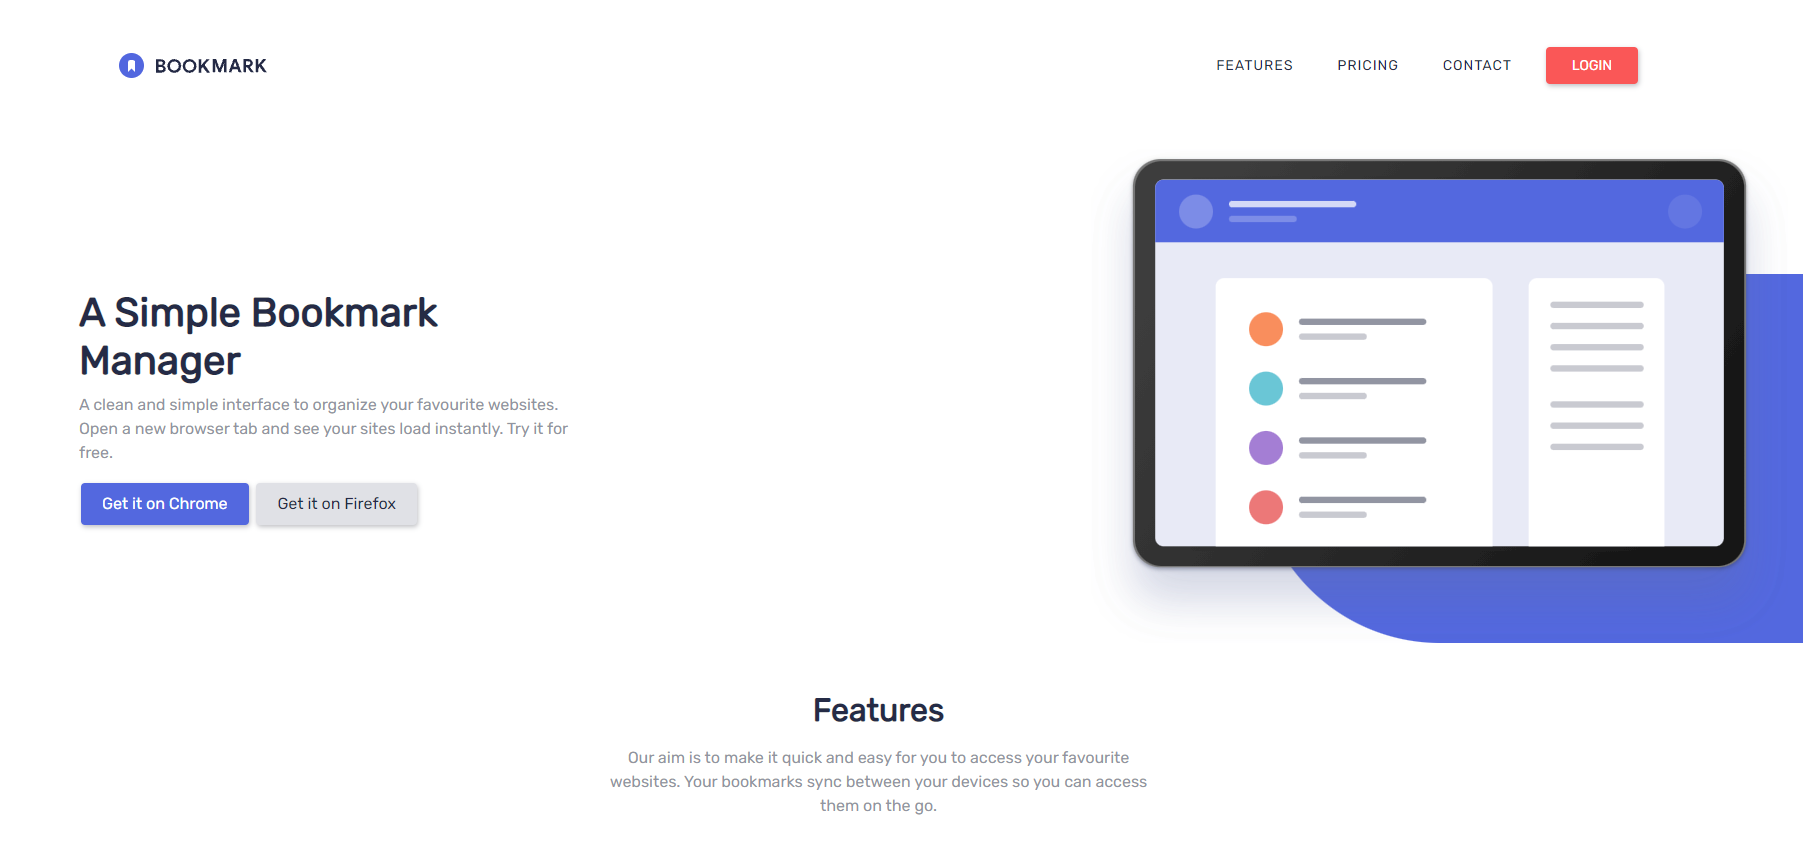 BOOKMARK
FEATURES PRICING CONTACT LOGIN
A Simple Bookmark
Manager
A clean and simple interface to organize your favourite websites.
Open a new browser tab and see your sites load instantly. Try it for
free.
Get it on Chrome Get it on Firefox
Features
Our aim is to make it quick and easy for you to access your favourite
websites. Your bookmarks sync between your devices so you can access
them on the go.